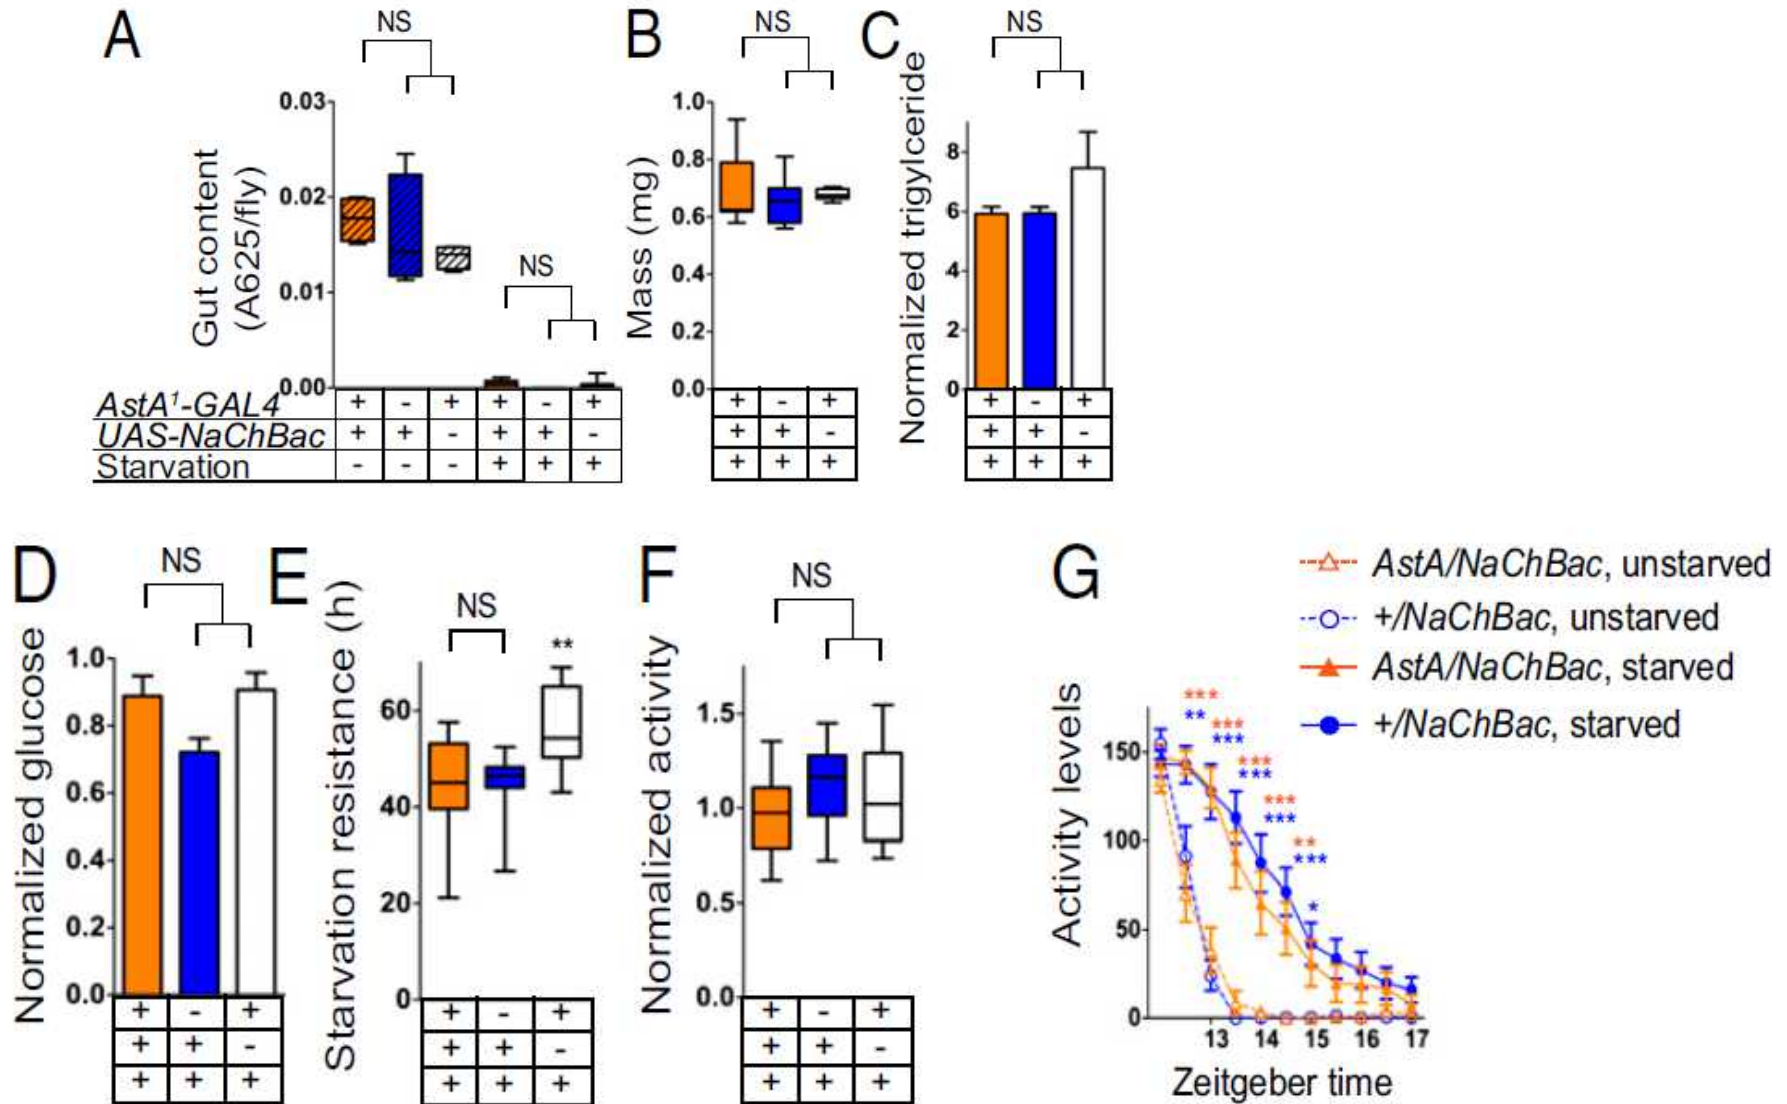 A
NS
NS
Gut content
(A625/fly)
0.03
0.02
0.01
0.00
AstA¹-GAL4 + - + + - +
UAS-NaChBac + + - + + -
Starvation - - - + + +
B
NS
Mass (mg)
1.0
0.8
0.6
0.4
0.2
0.0
+ - +
+ + -
+ + +
C
NS
Normalized trigylceride
8
6
4
2
0
+ - +
+ + -
+ + +
D
NS
Normalized glucose
1.0
0.8
0.6
0.4
0.2
0.0
+ - +
+ + -
+ + +
E
NS
**
Starvation resistance (h)
60
40
20
0
+ - +
+ + -
+ + +
F
NS
Normalized activity
1.5
1.0
0.5
0.0
+ - +
+ + -
+ + +
G
AstA/NaChBac, unstarved
+/NaChBac, unstarved
AstA/NaChBac, starved
+/NaChBac, starved
***
**
***
***
***
***
***
***
**
***
*
Activity levels
150
100
50
0
13 14 15 16 17
Zeitgeber time